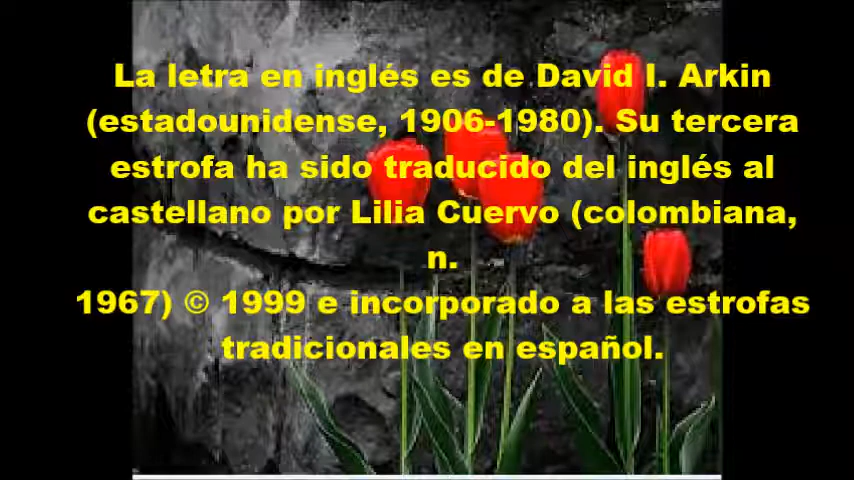 La letra en inglés es de David I. Arkin
(estadounidense, 1906-1980). Su tercera
estrofa ha sido traducido del inglés al
castellano por Lilia Cuervo (colombiana,
n.
1967) © 1999 e incorporado a las estrofas
tradicionales en español.